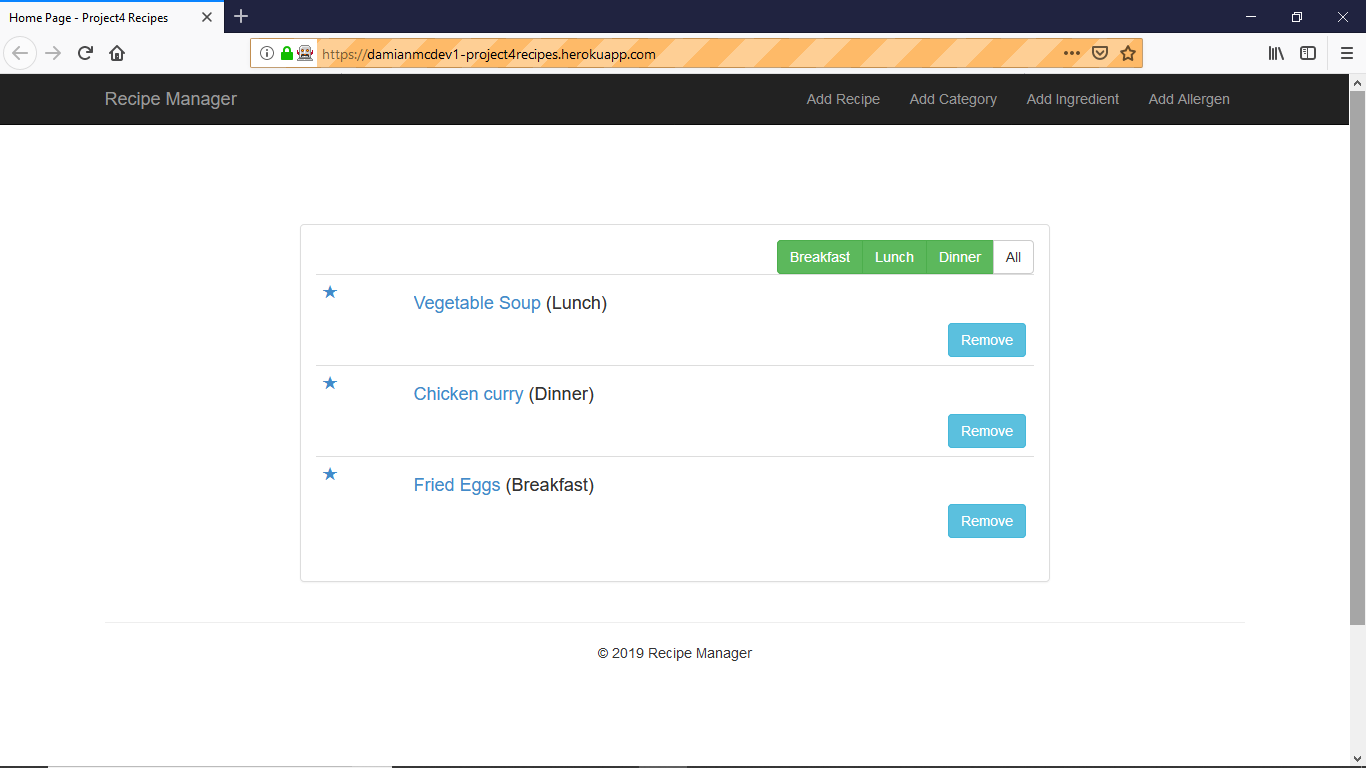 Home Page - Project4 Recipes
https://damianmcdev1-project4recipes.herokuapp.com
Recipe Manager Add Recipe Add Category Add Ingredient Add Allergen
Breakfast Lunch Dinner All
Vegetable Soup (Lunch)
Remove
Chicken curry (Dinner)
Remove
Fried Eggs (Breakfast)
Remove
© 2019 Recipe Manager